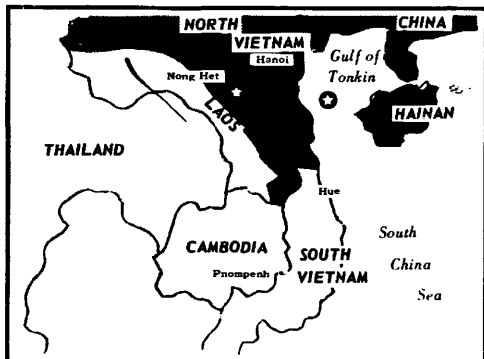 NORTH
VIETNAM
CHINA
Hanoi
Gulf of
Tonkin
Nong Het
LAOS
HAINAN
THAILAND
Hue
CAMBODIA
Pnompenh
SOUTH
VIETNAM
South
China
Sea